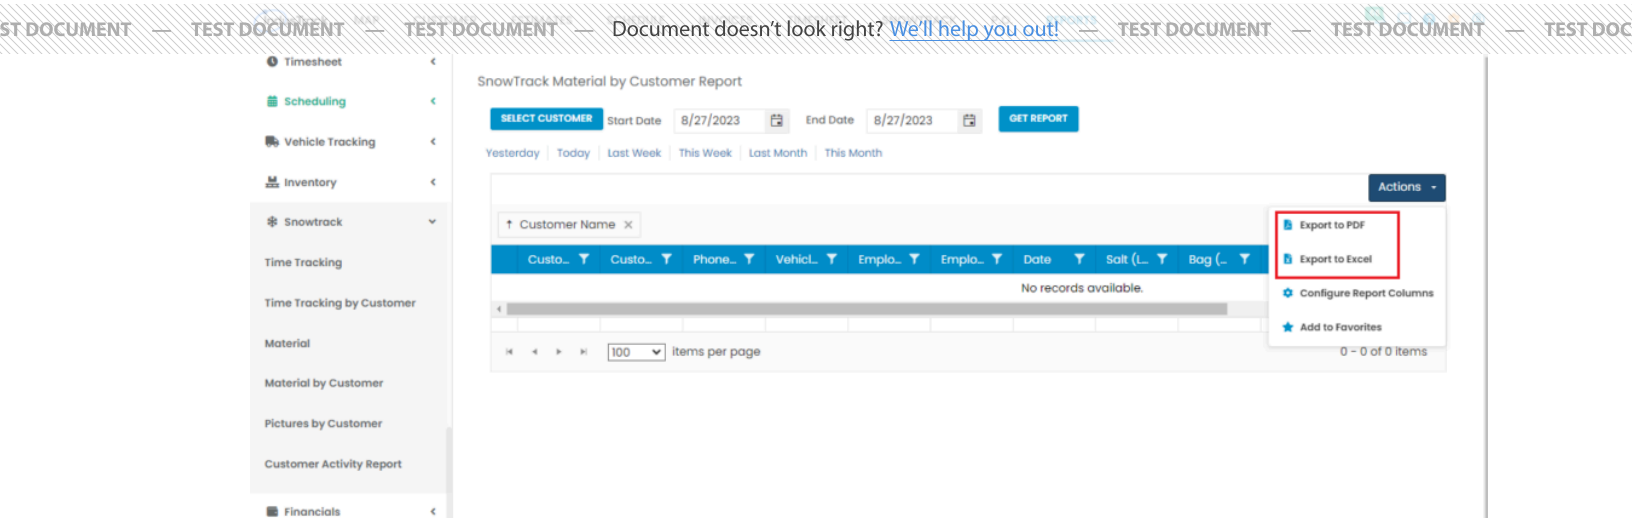 ST DOCUMENT — TEST DOCUMENT — TEST DOCUMENT — Document doesn't look right? We'll help you out! — TEST DOCUMENT — TEST DOCUMENT — TEST DOC
Timesheet
Scheduling
Vehicle Tracking
Inventory
Snowtrack
Time Tracking
Time Tracking by Customer
Material
Material by Customer
Pictures by Customer
Customer Activity Report
Financials
SnowTrack Material by Customer Report
SELECT CUSTOMER Start Date 8/27/2023 End Date 8/27/2023 GET REPORT
Yesterday Today Last Week This Week Last Month This Month
Actions
↑ Customer Name ×
Custo... Custo... Phone... Vehicl... Emplo... Emplo... Date Salt (L... Bag (...
No records available.
100 items per page
0 - 0 of 0 items
Export to PDF
Export to Excel
Configure Report Columns
Add to Favorites